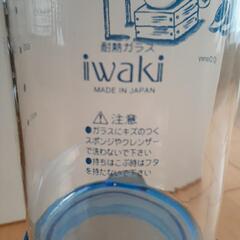 耐熱ガラス
iwaki
MADE IN JAPAN
⚠注意
●ガラスにキズのつく
スポンジやクレンザー
で洗わないで下さい
●持ちはこぶ時はフタ
を持たないで下さい